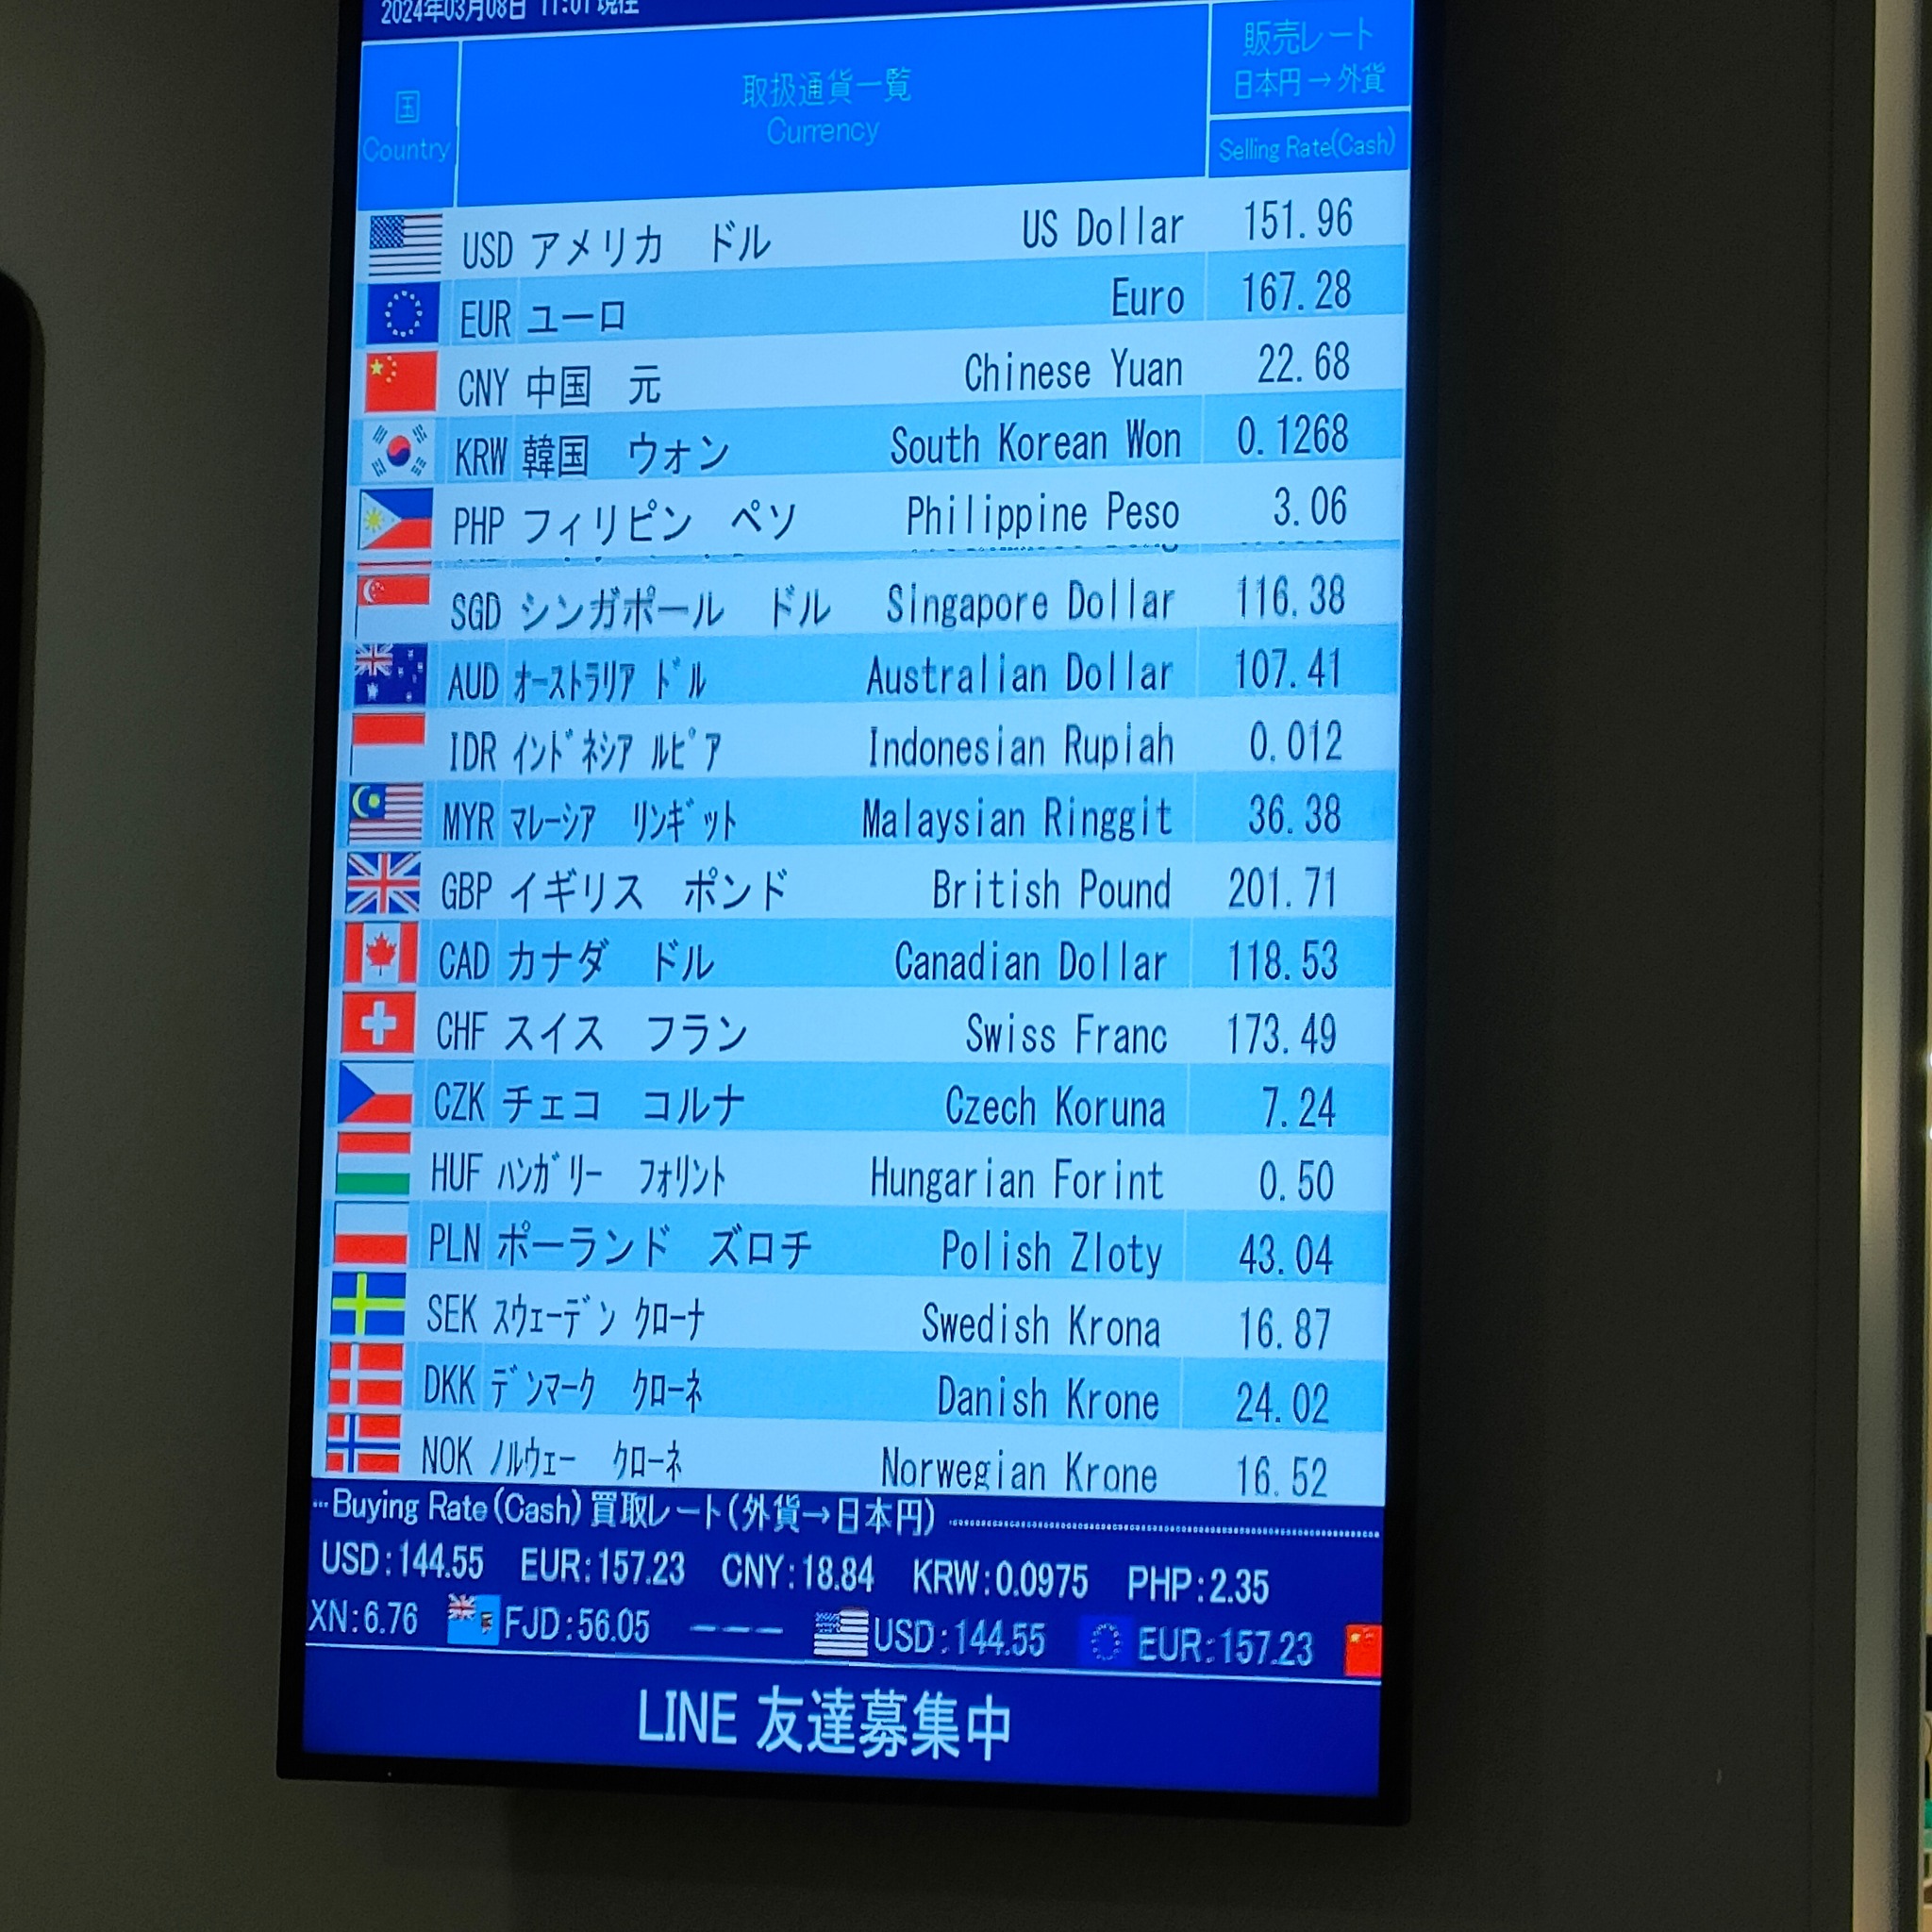 2024年03月08日 11:01 現在
国
Country
取扱通貨一覧
Currency
販売レート
日本円→外貨
Selling Rate(Cash)
USD アメリカ ドル US Dollar 151.96
EUR ユーロ Euro 167.28
CNY 中国 元 Chinese Yuan 22.68
KRW 韓国 ウォン South Korean Won 0.1268
PHP フィリピン ペソ Philippine Peso 3.06
SGD シンガポール ドル Singapore Dollar 116.38
AUD ｵｰｽﾄﾗﾘｱ ﾄﾞﾙ Australian Dollar 107.41
IDR ｲﾝﾄﾞﾈｼｱ ﾙﾋﾟｱ Indonesian Rupiah 0.012
MYR ﾏﾚｰｼｱ ﾘﾝｷﾞｯﾄ Malaysian Ringgit 36.38
GBP イギリス ポンド British Pound 201.71
CAD カナダ ドル Canadian Dollar 118.53
CHF スイス フラン Swiss Franc 173.49
CZK チェコ コルナ Czech Koruna 7.24
HUF ﾊﾝｶﾞﾘｰ ﾌｫﾘﾝﾄ Hungarian Forint 0.50
PLN ポーランド ズロチ Polish Zloty 43.04
SEK ｽｳｪｰﾃﾞﾝ ｸﾛｰﾅ Swedish Krona 16.87
DKK ﾃﾞﾝﾏｰｸ ｸﾛｰﾈ Danish Krone 24.02
NOK ﾉﾙｳｪｰ ｸﾛｰﾈ Norwegian Krone 16.52
Buying Rate(Cash) 買取レート(外貨→日本円)
USD:144.55 EUR:157.23 CNY:18.84 KRW:0.0975 PHP:2.35
XN:6.76 FJD:56.05 ––– USD:144.55 EUR:157.23
LINE 友達募集中